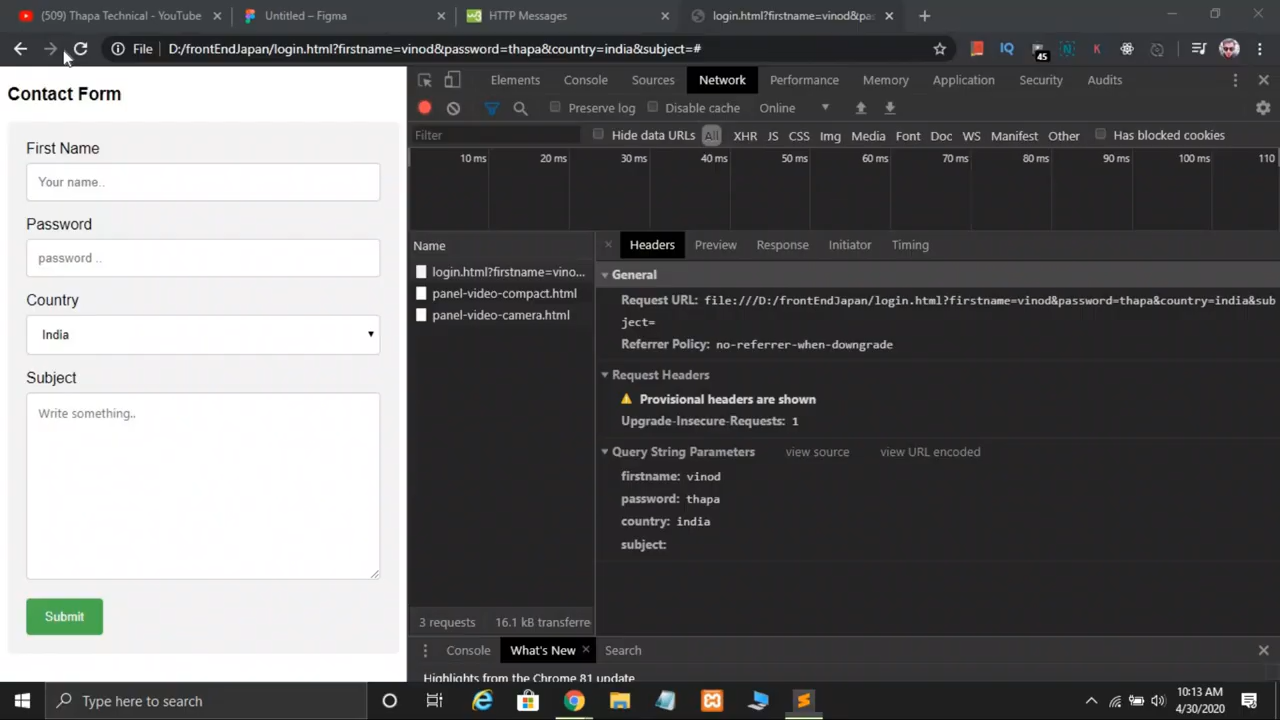 (509) Thapa Technical - YouTube
Untitled – Figma
HTTP Messages
login.html?firstname=vinod&pas
File D:/frontEndJapan/login.html?firstname=vinod&password=thapa&country=india&subject=#
IQ
45
N
K
Contact Form
First Name
Your name..
Password
password ..
Country
India
Subject
Write something..
Submit
Elements Console Sources Network Performance Memory Application Security Audits
Preserve log Disable cache Online
Filter Hide data URLs All XHR JS CSS Img Media Font Doc WS Manifest Other Has blocked cookies
10 ms 20 ms 30 ms 40 ms 50 ms 60 ms 70 ms 80 ms 90 ms 100 ms 110
Name
login.html?firstname=vino...
panel-video-compact.html
panel-video-camera.html
3 requests 16.1 kB transferre
Headers Preview Response Initiator Timing
General
Request URL: file:///D:/frontEndJapan/login.html?firstname=vinod&password=thapa&country=india&sub
ject=
Referrer Policy: no-referrer-when-downgrade
Request Headers
Provisional headers are shown
Upgrade-Insecure-Requests: 1
Query String Parameters view source view URL encoded
firstname: vinod
password: thapa
country: india
subject:
Console What's New Search
Highlights from the Chrome 81 update
Type here to search
10:13 AM
4/30/2020